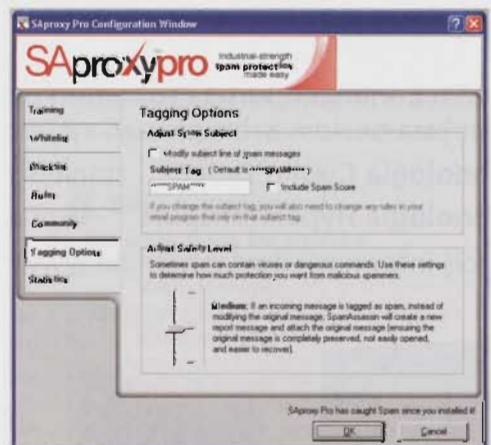 SAproxy Pro Configuration Window
SAproxypro
industrial-strength
spam protection
made easy
Training
Whitelist
Blacklist
Rules
Community
Tagging Options
Statistics
Tagging Options
Adjust Spam Subject
Modify subject line of spam messages
Subject Tag (Default is *****SPAM*****)
*****SPAM*****
Include Spam Score
If you change the subject tag, you will also need to change any rules in your
email program that rely on that subject tag.
Adjust Safety Level
Sometimes spam can contain viruses or dangerous commands. Use these settings
to determine how much protection you want from malicious spammers.
Medium: If an incoming message is tagged as spam, instead of
modifying the original message, SpamAssassin will create a new
report message and attach the original message (ensuring the
original message is completely preserved, not easily opened,
and easier to recover).
SAproxy Pro has caught Spam since you installed it!
OK
Cancel